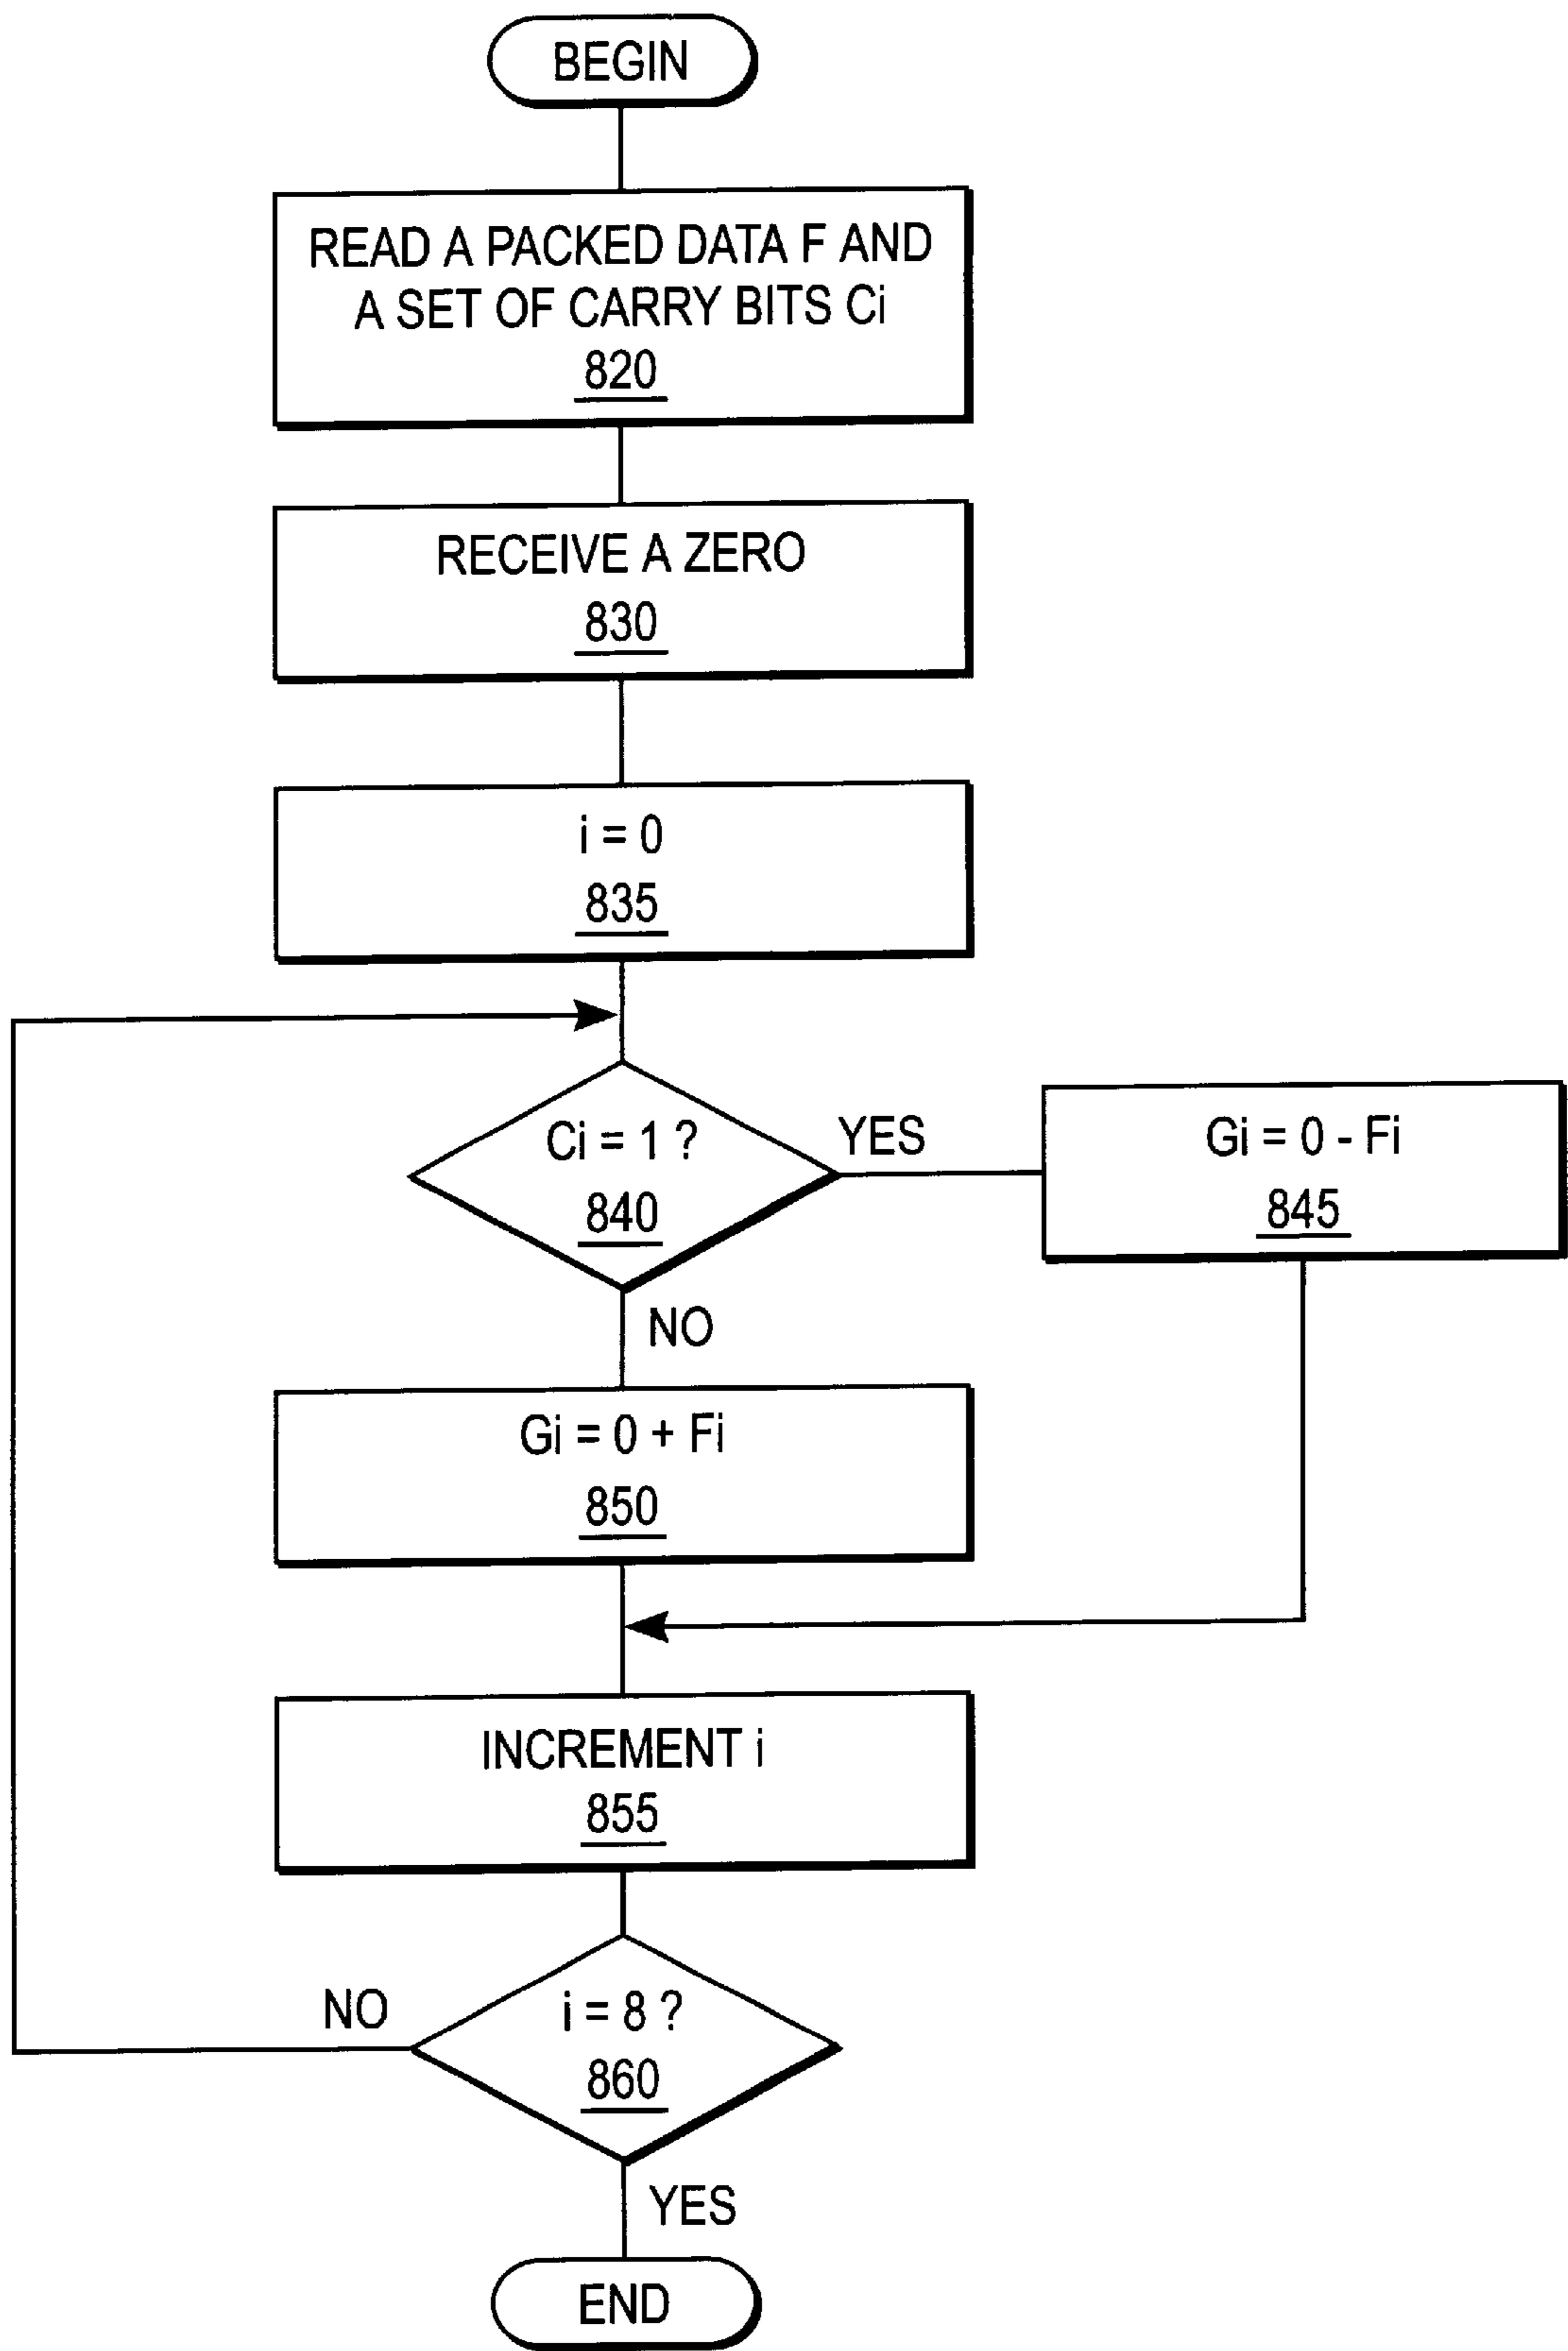 BEGIN
READ A PACKED DATA F AND
A SET OF CARRY BITS Ci
820
RECEIVE A ZERO
830
i = 0
835
Ci = 1 ?
840
YES
Gi = 0 - Fi
845
NO
Gi = 0 + Fi
850
INCREMENT i
855
i = 8 ?
860
NO
YES
END